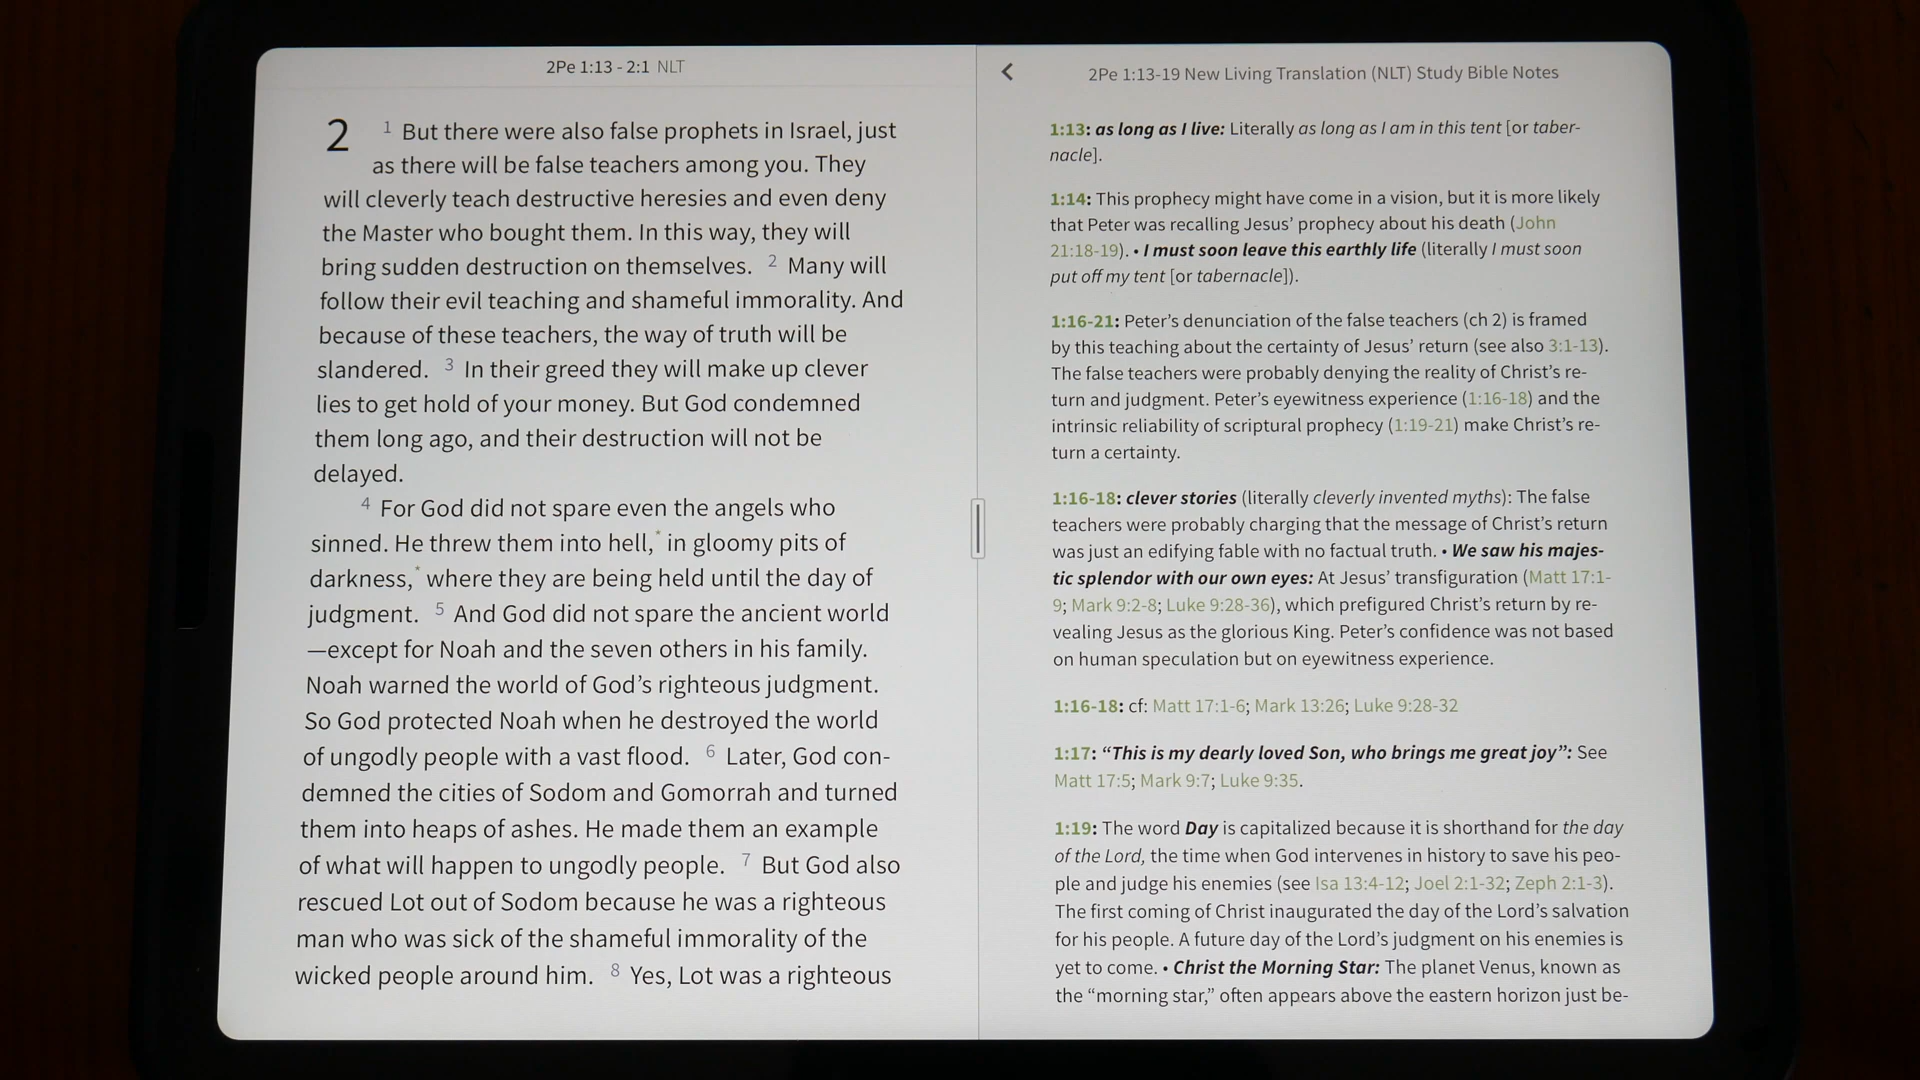 2Pe 1:13 - 2:1 NLT
2 1 But there were also false prophets in Israel, just
as there will be false teachers among you. They
will cleverly teach destructive heresies and even deny
the Master who bought them. In this way, they will
bring sudden destruction on themselves. 2 Many will
follow their evil teaching and shameful immorality. And
because of these teachers, the way of truth will be
slandered. 3 In their greed they will make up clever
lies to get hold of your money. But God condemned
them long ago, and their destruction will not be
delayed.
4 For God did not spare even the angels who
sinned. He threw them into hell,* in gloomy pits of
darkness,* where they are being held until the day of
judgment. 5 And God did not spare the ancient world
—except for Noah and the seven others in his family.
Noah warned the world of God’s righteous judgment.
So God protected Noah when he destroyed the world
of ungodly people with a vast flood. 6 Later, God con-
demned the cities of Sodom and Gomorrah and turned
them into heaps of ashes. He made them an example
of what will happen to ungodly people. 7 But God also
rescued Lot out of Sodom because he was a righteous
man who was sick of the shameful immorality of the
wicked people around him. 8 Yes, Lot was a righteous
2Pe 1:13-19 New Living Translation (NLT) Study Bible Notes
1:13: as long as I live: Literally as long as I am in this tent [or taber-
nacle].
1:14: This prophecy might have come in a vision, but it is more likely
that Peter was recalling Jesus’ prophecy about his death (John
21:18-19). • I must soon leave this earthly life (literally I must soon
put off my tent [or tabernacle]).
1:16-21: Peter’s denunciation of the false teachers (ch 2) is framed
by this teaching about the certainty of Jesus’ return (see also 3:1-13).
The false teachers were probably denying the reality of Christ’s re-
turn and judgment. Peter’s eyewitness experience (1:16-18) and the
intrinsic reliability of scriptural prophecy (1:19-21) make Christ’s re-
turn a certainty.
1:16-18: clever stories (literally cleverly invented myths): The false
teachers were probably charging that the message of Christ’s return
was just an edifying fable with no factual truth. • We saw his majes-
tic splendor with our own eyes: At Jesus’ transfiguration (Matt 17:1-
9; Mark 9:2-8; Luke 9:28-36), which prefigured Christ’s return by re-
vealing Jesus as the glorious King. Peter’s confidence was not based
on human speculation but on eyewitness experience.
1:16-18: cf: Matt 17:1-6; Mark 13:26; Luke 9:28-32
1:17: “This is my dearly loved Son, who brings me great joy”: See
Matt 17:5; Mark 9:7; Luke 9:35.
1:19: The word Day is capitalized because it is shorthand for the day
of the Lord, the time when God intervenes in history to save his peo-
ple and judge his enemies (see Isa 13:4-12; Joel 2:1-32; Zeph 2:1-3).
The first coming of Christ inaugurated the day of the Lord’s salvation
for his people. A future day of the Lord’s judgment on his enemies is
yet to come. • Christ the Morning Star: The planet Venus, known as
the “morning star,” often appears above the eastern horizon just be-